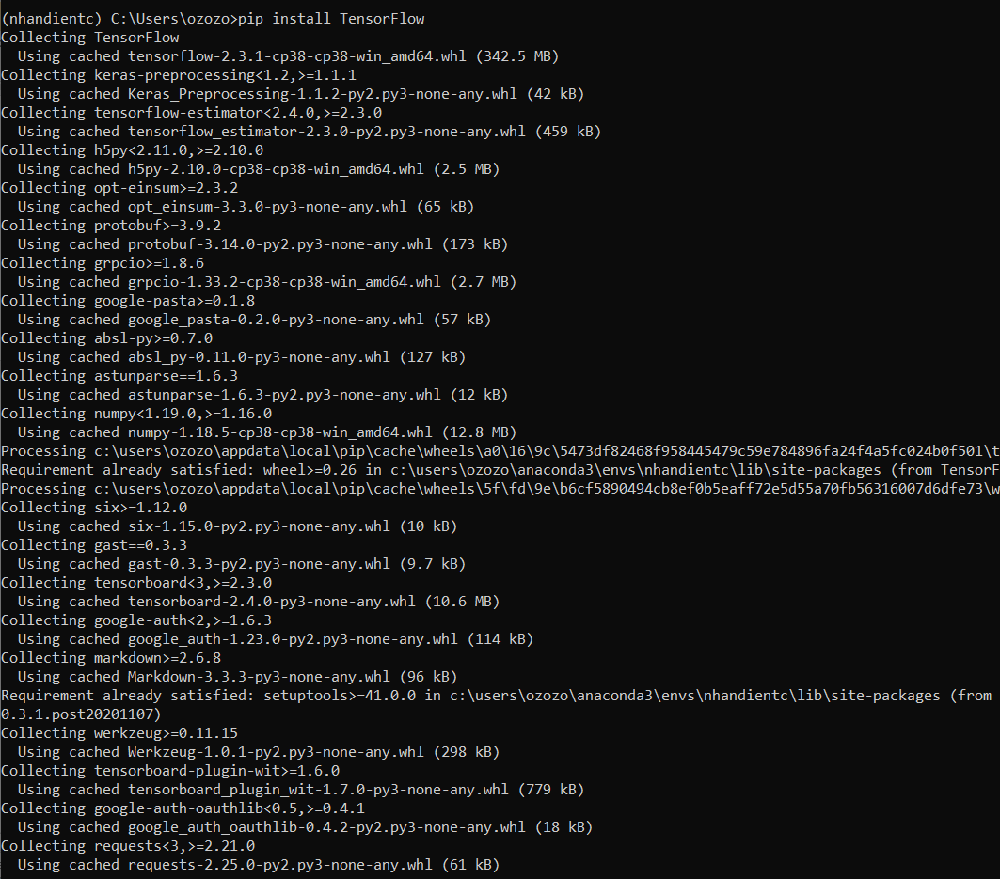 (nhandientc) C:\Users\ozozo>pip install TensorFlow
Collecting TensorFlow
Using cached tensorflow-2.3.1-cp38-cp38-win_amd64.whl (342.5 MB)
Collecting keras-preprocessing<1.2,>=1.1.1
Using cached Keras_Preprocessing-1.1.2-py2.py3-none-any.whl (42 kB)
Collecting tensorflow-estimator<2.4.0,>=2.3.0
Using cached tensorflow_estimator-2.3.0-py2.py3-none-any.whl (459 kB)
Collecting h5py<2.11.0,>=2.10.0
Using cached h5py-2.10.0-cp38-cp38-win_amd64.whl (2.5 MB)
Collecting opt-einsum>=2.3.2
Using cached opt_einsum-3.3.0-py3-none-any.whl (65 kB)
Collecting protobuf>=3.9.2
Using cached protobuf-3.14.0-py2.py3-none-any.whl (173 kB)
Collecting grpcio>=1.8.6
Using cached grpcio-1.33.2-cp38-cp38-win_amd64.whl (2.7 MB)
Collecting google-pasta>=0.1.8
Using cached google_pasta-0.2.0-py3-none-any.whl (57 kB)
Collecting absl-py>=0.7.0
Using cached absl_py-0.11.0-py3-none-any.whl (127 kB)
Collecting astunparse==1.6.3
Using cached astunparse-1.6.3-py2.py3-none-any.whl (12 kB)
Collecting numpy<1.19.0,>=1.16.0
Using cached numpy-1.18.5-cp38-cp38-win_amd64.whl (12.8 MB)
Processing c:\users\ozozo\appdata\local\pip\cache\wheels\a0\16\9c\5473df82468f958445479c59e784896fa24f4a5fc024b0f501\t
Requirement already satisfied: wheel>=0.26 in c:\users\ozozo\anaconda3\envs\nhandientc\lib\site-packages (from TensorF
Processing c:\users\ozozo\appdata\local\pip\cache\wheels\5f\fd\9e\b6cf5890494cb8ef0b5eaff72e5d55a70fb56316007d6dfe73\w
Collecting six>=1.12.0
Using cached six-1.15.0-py2.py3-none-any.whl (10 kB)
Collecting gast==0.3.3
Using cached gast-0.3.3-py2.py3-none-any.whl (9.7 kB)
Collecting tensorboard<3,>=2.3.0
Using cached tensorboard-2.4.0-py3-none-any.whl (10.6 MB)
Collecting google-auth<2,>=1.6.3
Using cached google_auth-1.23.0-py2.py3-none-any.whl (114 kB)
Collecting markdown>=2.6.8
Using cached Markdown-3.3.3-py3-none-any.whl (96 kB)
Requirement already satisfied: setuptools>=41.0.0 in c:\users\ozozo\anaconda3\envs\nhandientc\lib\site-packages (from
0.3.1.post20201107)
Collecting werkzeug>=0.11.15
Using cached Werkzeug-1.0.1-py2.py3-none-any.whl (298 kB)
Collecting tensorboard-plugin-wit>=1.6.0
Using cached tensorboard_plugin_wit-1.7.0-py3-none-any.whl (779 kB)
Collecting google-auth-oauthlib<0.5,>=0.4.1
Using cached google_auth_oauthlib-0.4.2-py2.py3-none-any.whl (18 kB)
Collecting requests<3,>=2.21.0
Using cached requests-2.25.0-py2.py3-none-any.whl (61 kB)